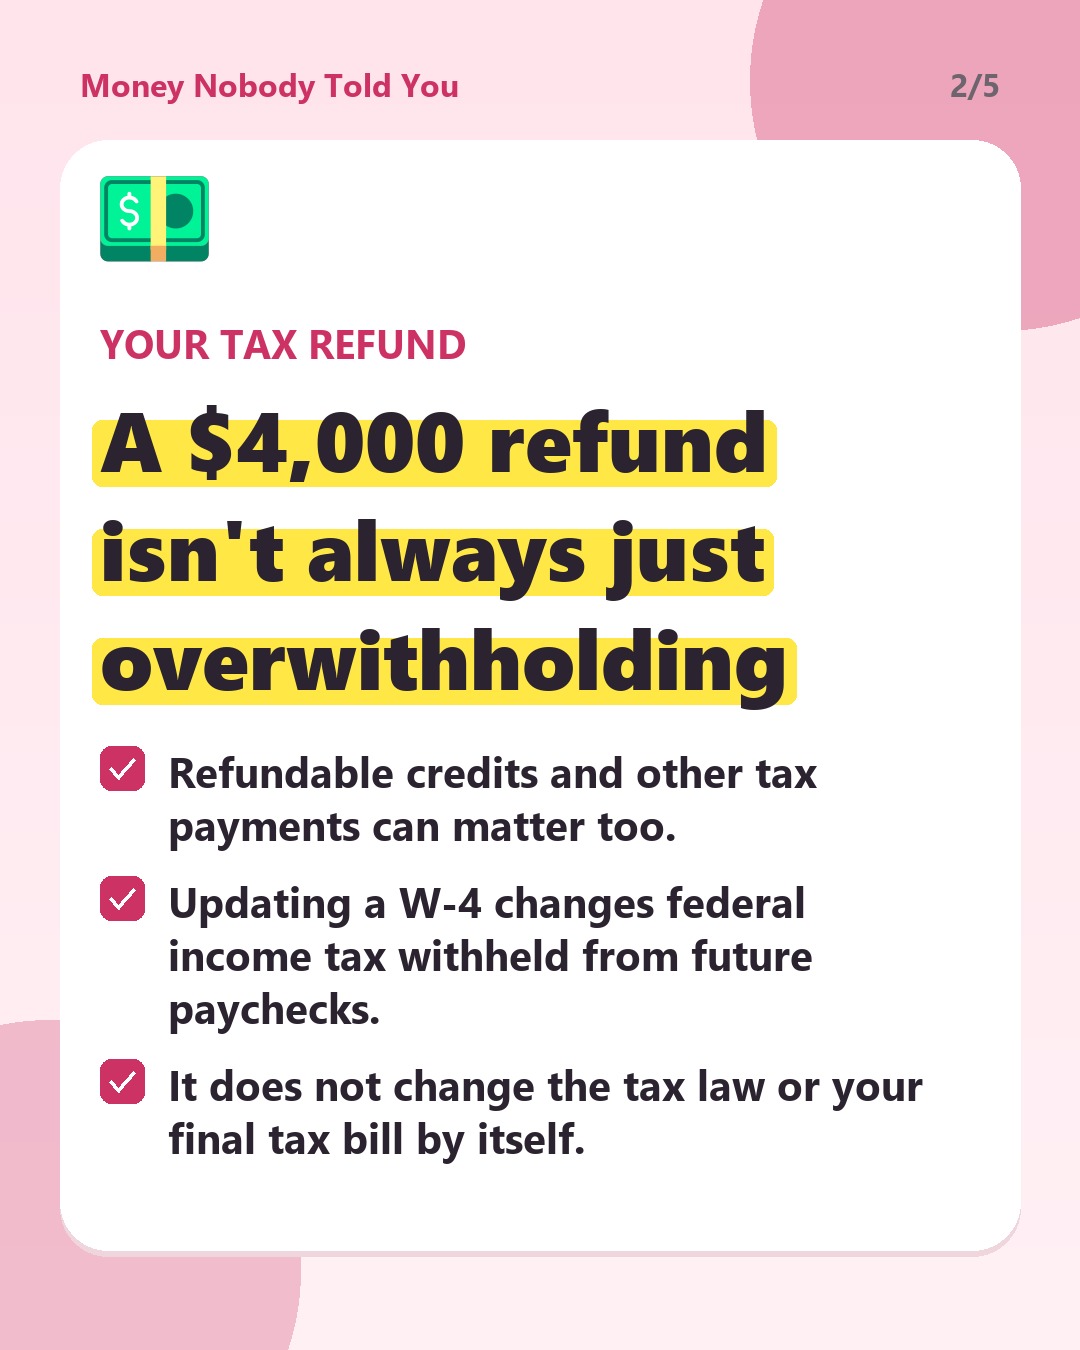 Money Nobody Told You
2/5
$
YOUR TAX REFUND
A $4,000 refund
isn't always just
overwithholding
Refundable credits and other tax
payments can matter too.
Updating a W-4 changes federal
income tax withheld from future
paychecks.
It does not change the tax law or your
final tax bill by itself.